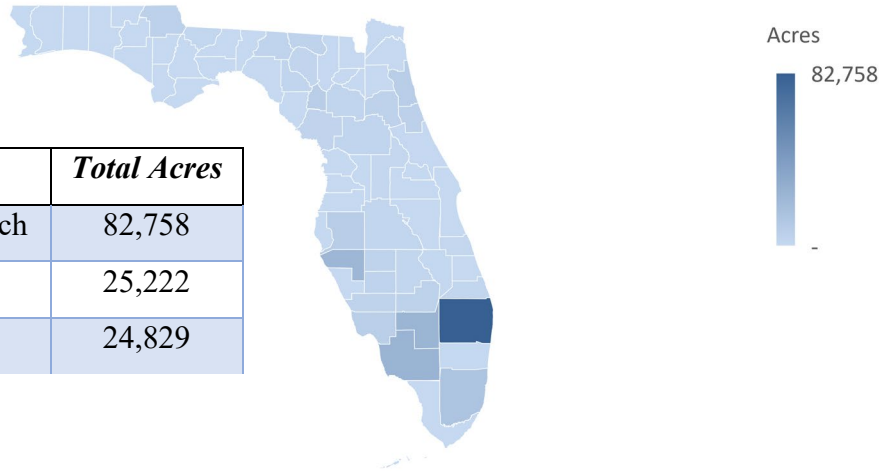 Acres
82,758
-
Total Acres
ch 82,758
25,222
24,829